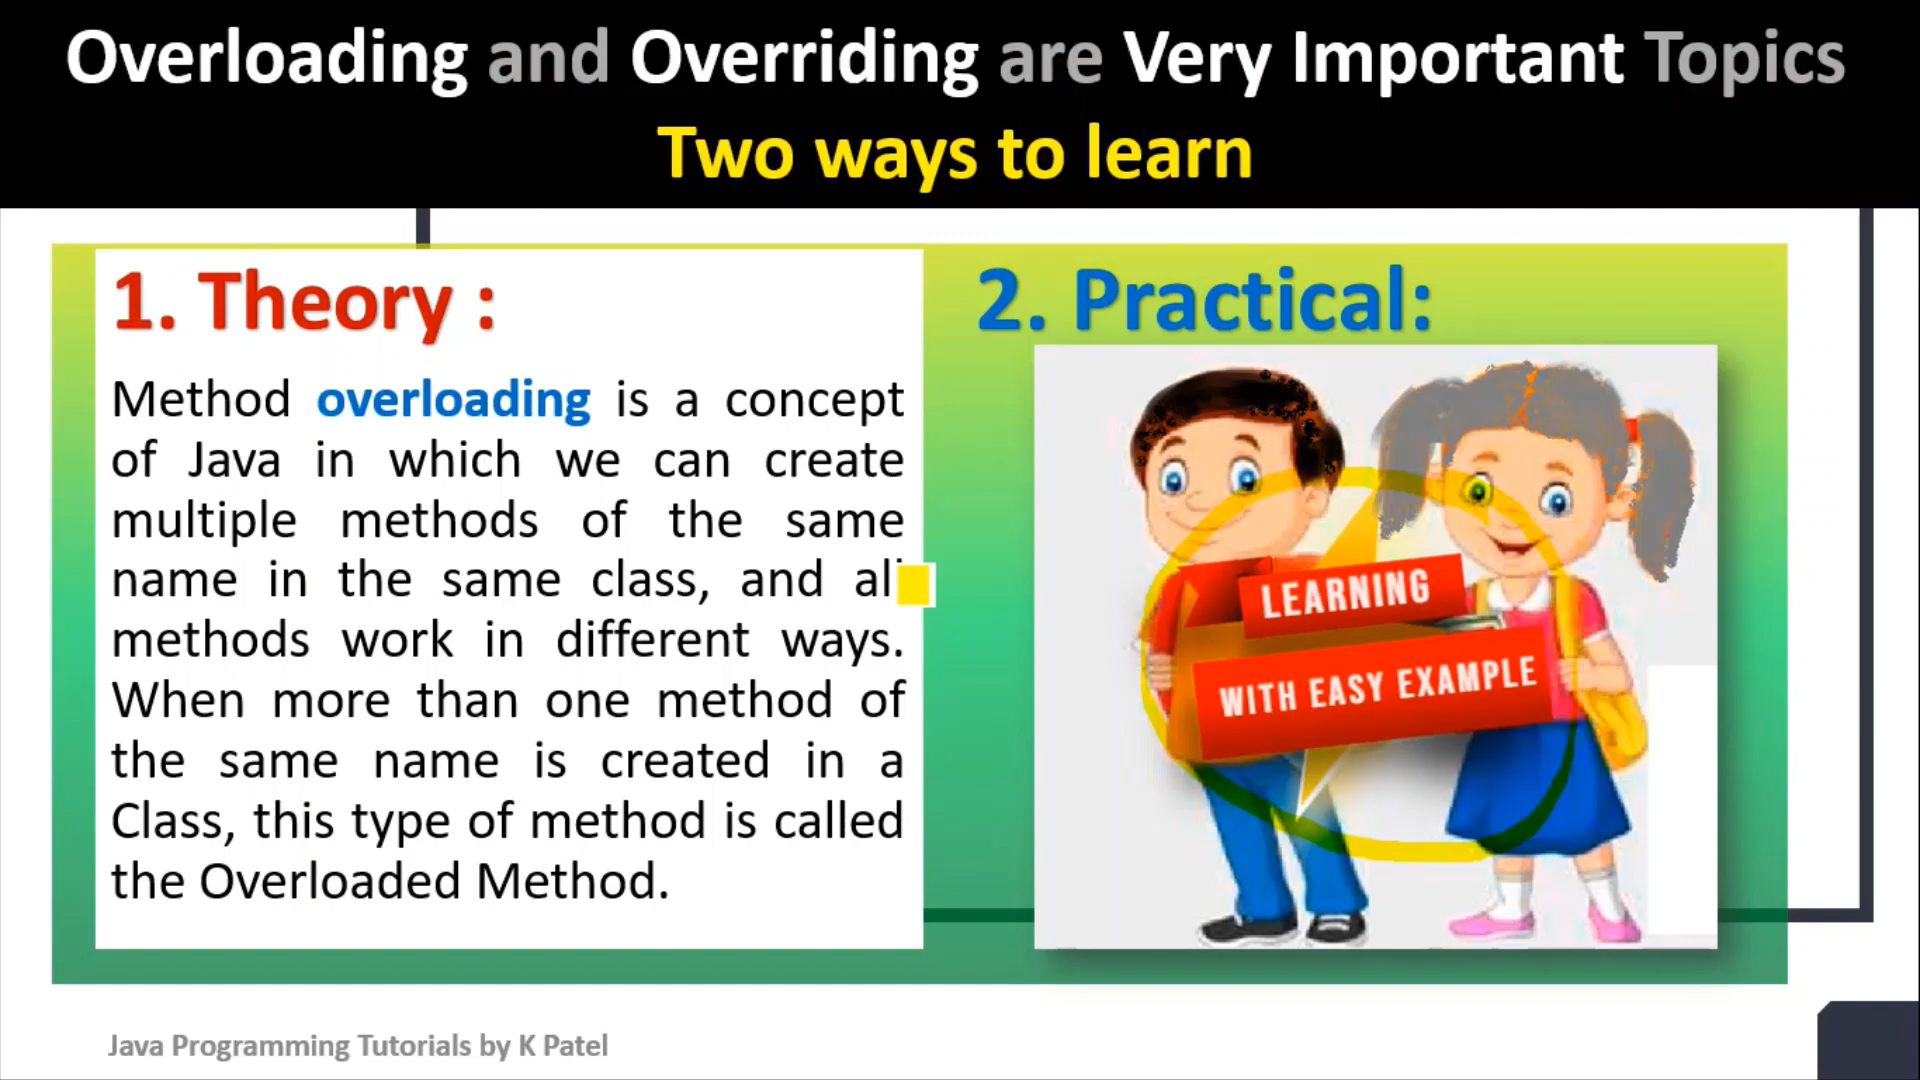 Overloading and Overriding are Very Important Topics
Two ways to learn
1. Theory :
Method overloading is a concept
of Java in which we can create
multiple methods of the same
name in the same class, and all
methods work in different ways.
When more than one method of
the same name is created in a
Class, this type of method is called
the Overloaded Method.
2. Practical:
LEARNING
WITH EASY EXAMPLE
Java Programming Tutorials by K Patel